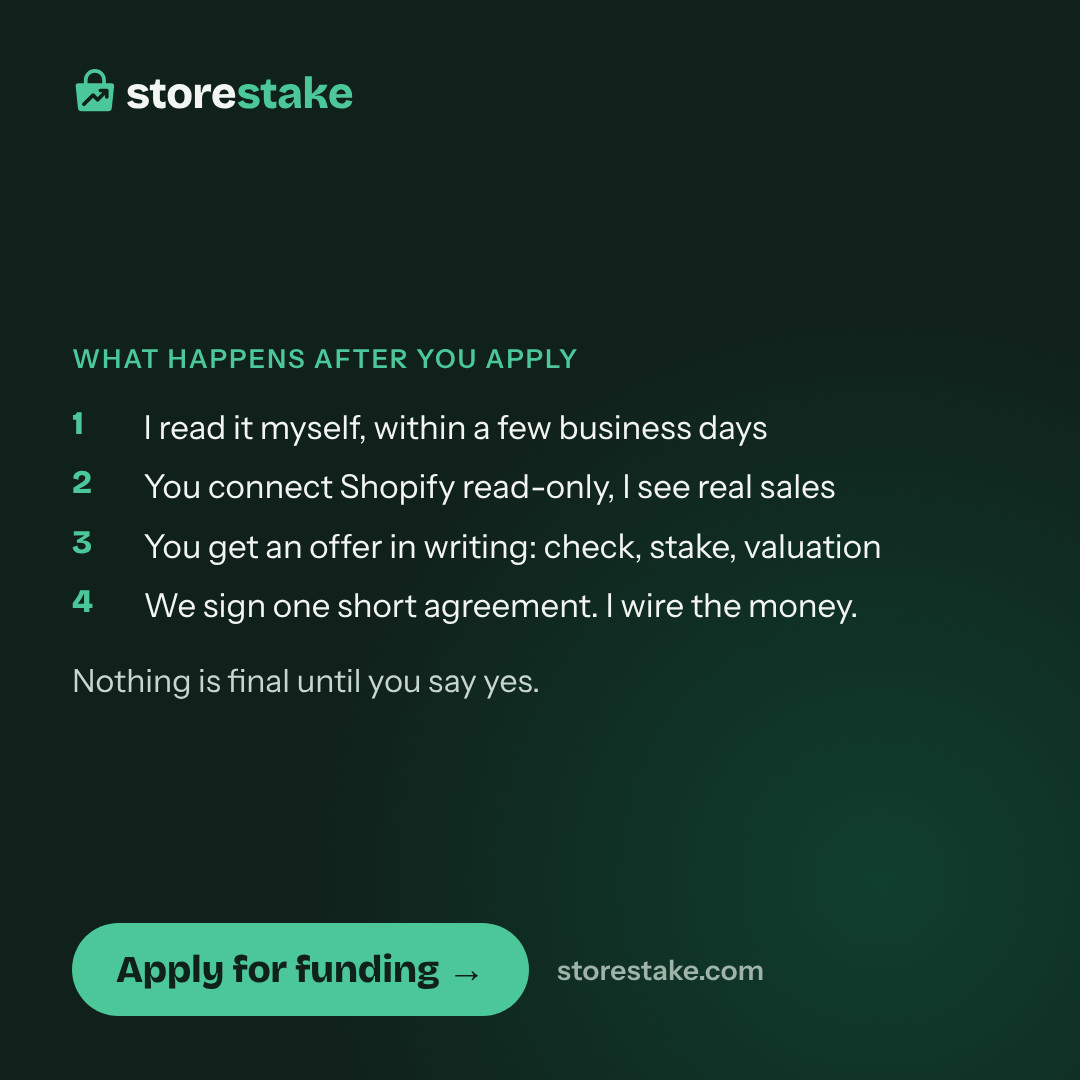 storestake
WHAT HAPPENS AFTER YOU APPLY
1 I read it myself, within a few business days
2 You connect Shopify read-only, I see real sales
3 You get an offer in writing: check, stake, valuation
4 We sign one short agreement. I wire the money.
Nothing is final until you say yes.
Apply for funding → storestake.com